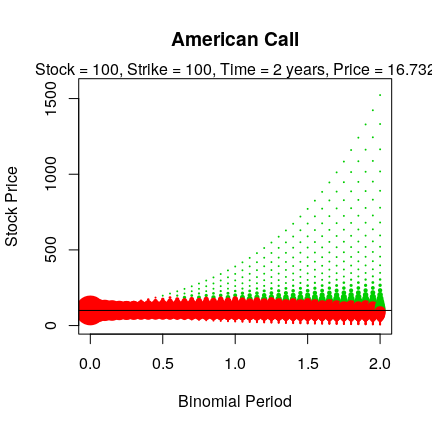 American Call
Stock = 100, Strike = 100, Time = 2 years, Price = 16.732
Stock Price
1500
1000
500
0
0.0 0.5 1.0 1.5 2.0
Binomial Period